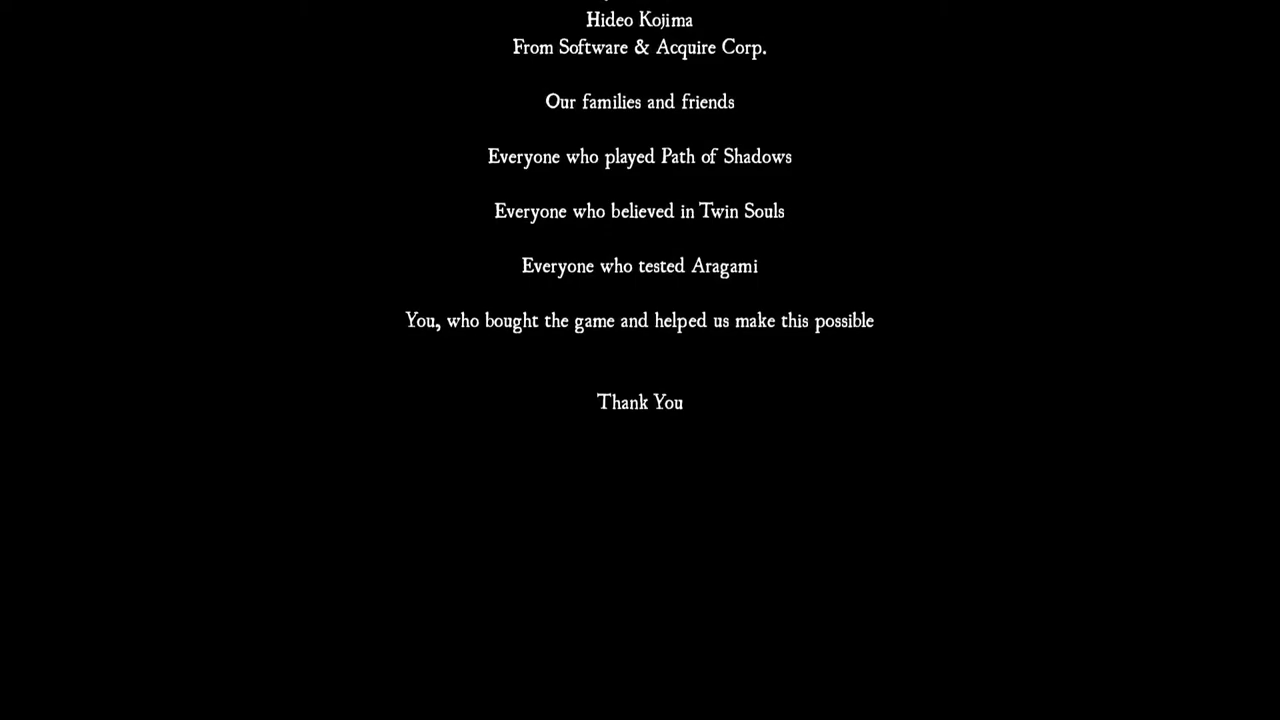 Hideo Kojima
From Software & Acquire Corp.
Our families and friends
Everyone who played Path of Shadows
Everyone who believed in Twin Souls
Everyone who tested Aragami
You, who bought the game and helped us make this possible
Thank You